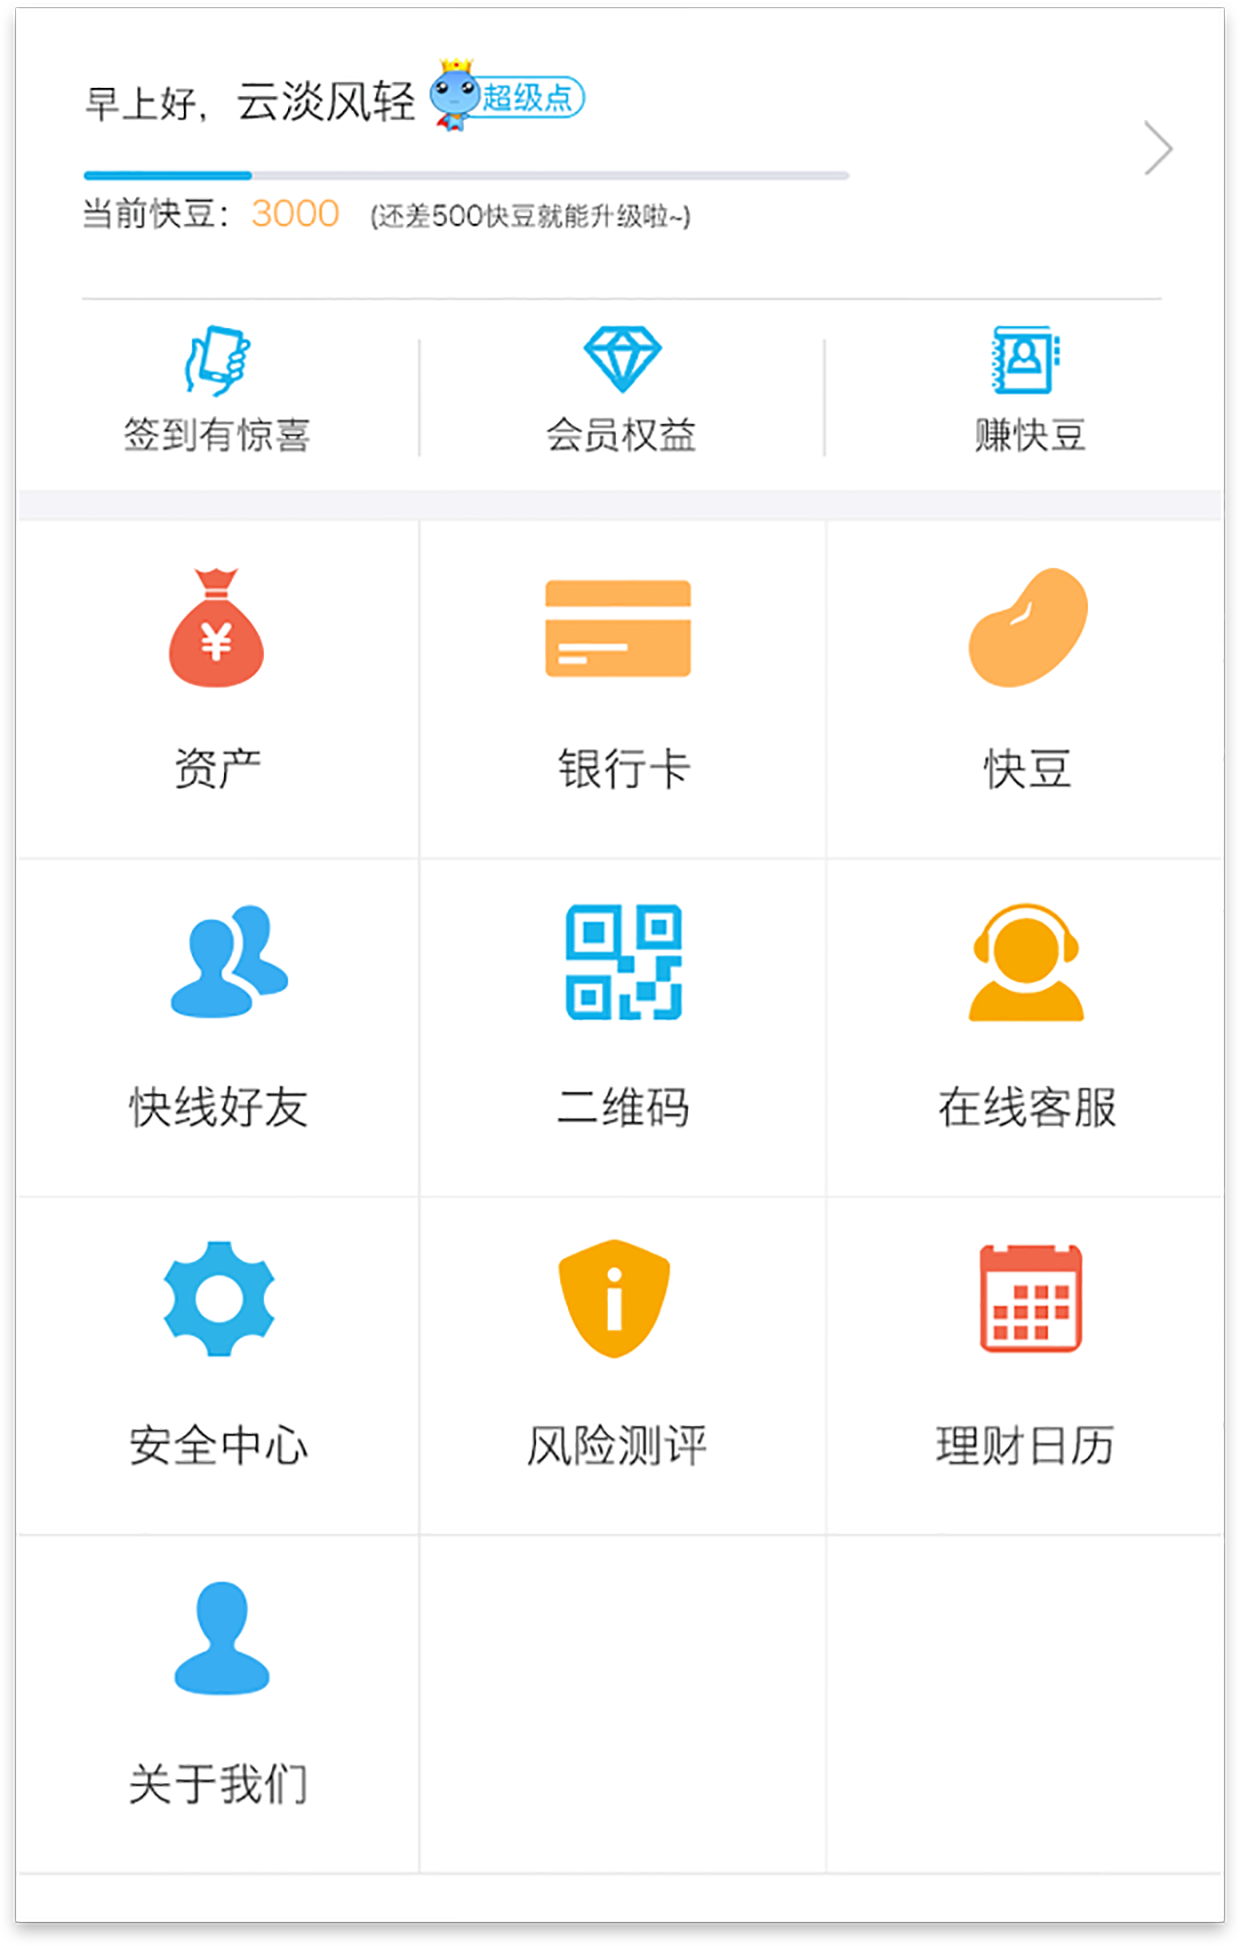 早上好，云淡风轻 超级点
当前快豆：3000 (还差500快豆就能升级啦~)
签到有惊喜 会员权益 赚快豆
¥
资产 银行卡 快豆
快线好友 二维码 在线客服
i
安全中心 风险测评 理财日历
关于我们